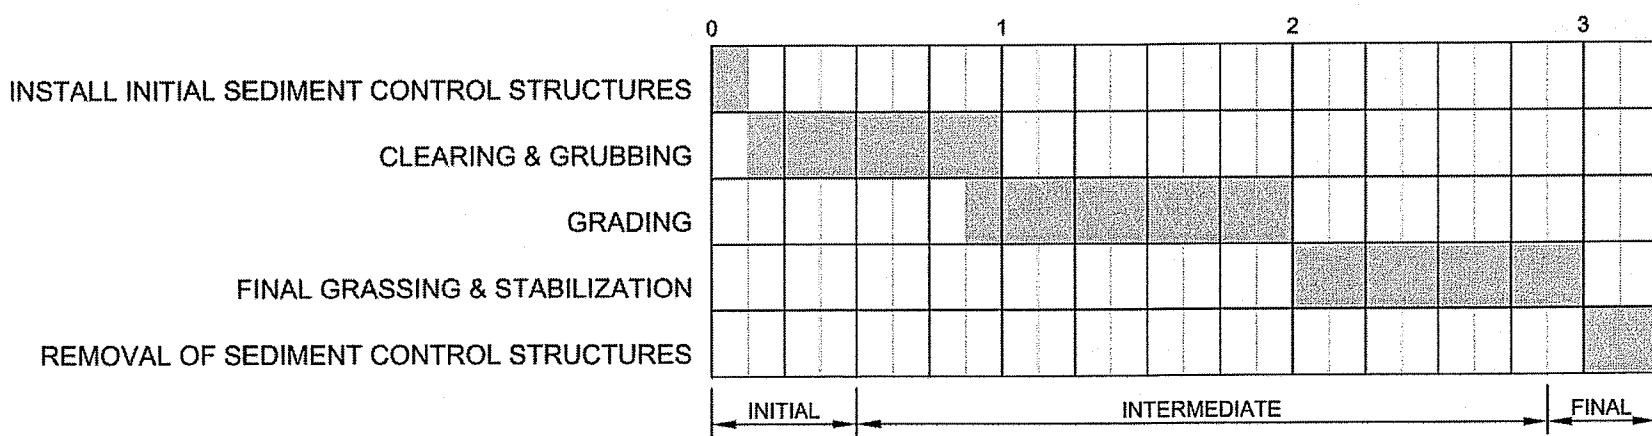 0 1 2 3
INSTALL INITIAL SEDIMENT CONTROL STRUCTURES
CLEARING & GRUBBING
GRADING
FINAL GRASSING & STABILIZATION
REMOVAL OF SEDIMENT CONTROL STRUCTURES
INITIAL INTERMEDIATE FINAL